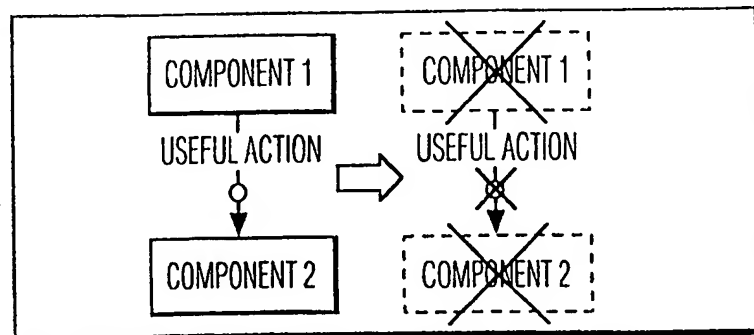 COMPONENT 1
COMPONENT 1
USEFUL ACTION
USEFUL ACTION
COMPONENT 2
COMPONENT 2